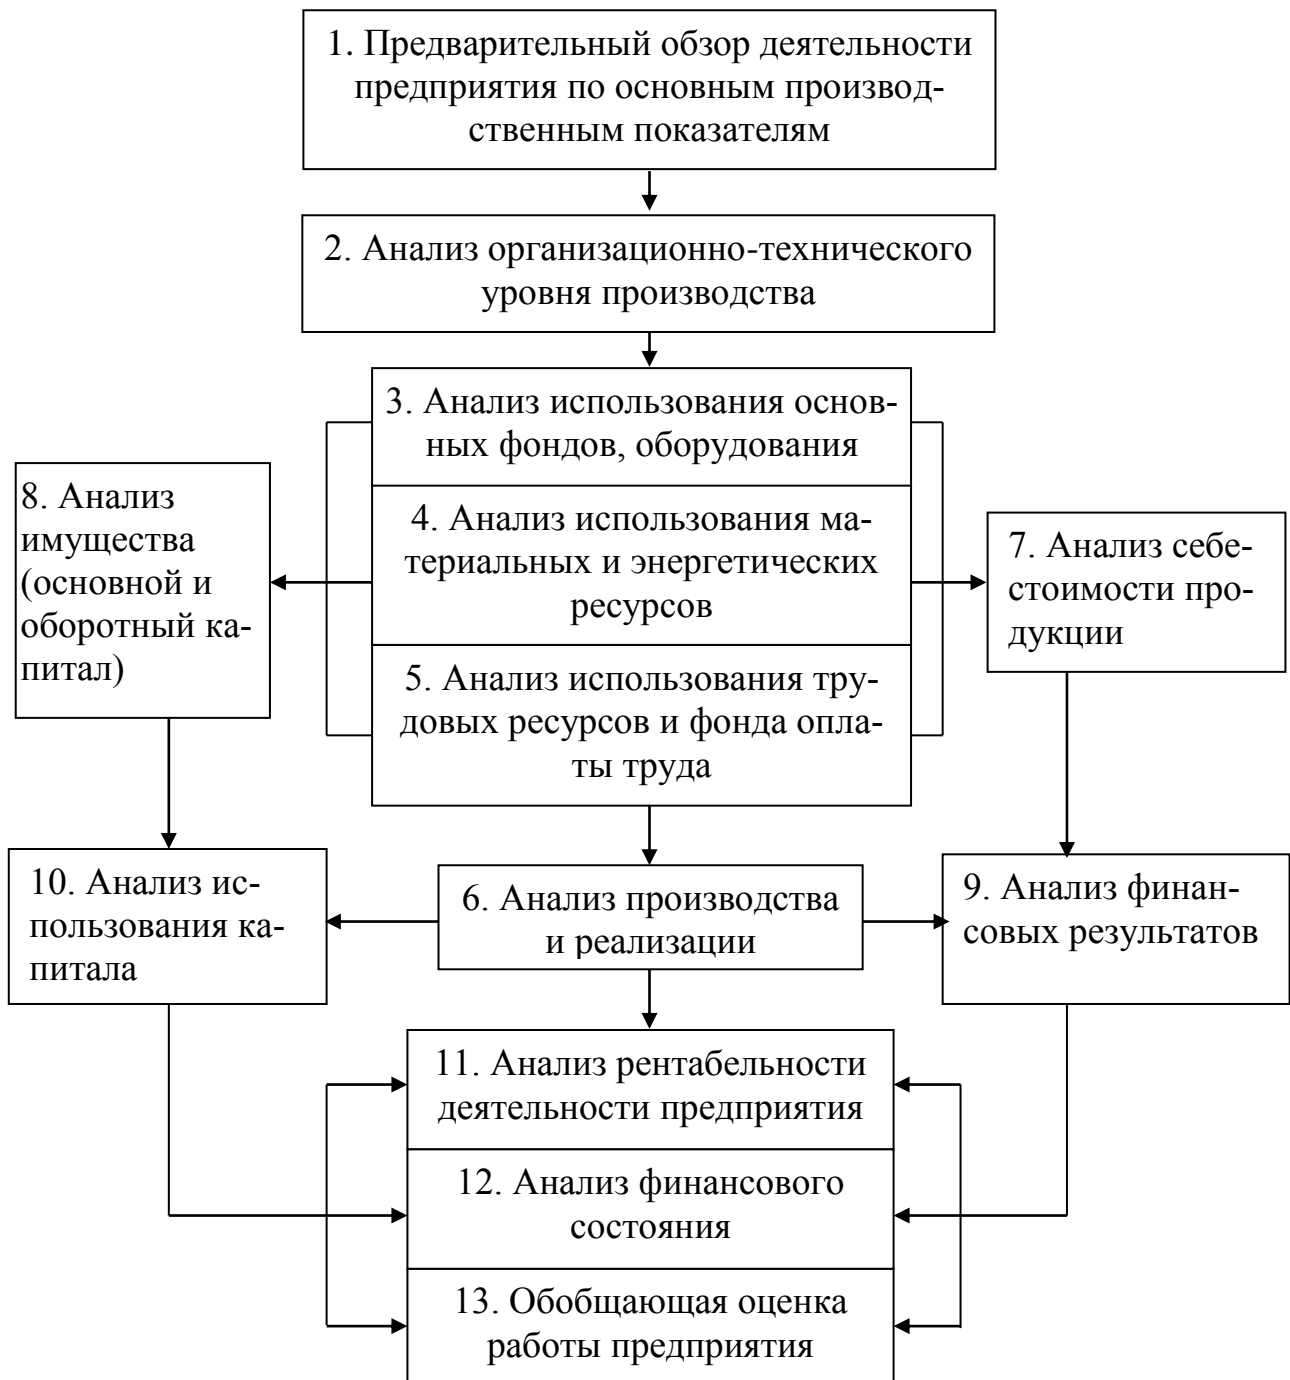 1. Предварительный обзор деятельности
предприятия по основным производ-
ственным показателям
2. Анализ организационно-технического
уровня производства
3. Анализ использования основ-
ных фондов, оборудования
8. Анализ
имущества
(основной и
оборотный ка-
питал)
4. Анализ использования ма-
териальных и энергетических
ресурсов
7. Анализ себе-
стоимости про-
дукции
5. Анализ использования тру-
довых ресурсов и фонда опла-
ты труда
10. Анализ ис-
пользования ка-
питала
6. Анализ производства
и реализации
9. Анализ финан-
совых результатов
11. Анализ рентабельности
деятельности предприятия
12. Анализ финансового
состояния
13. Обобщающая оценка
работы предприятия